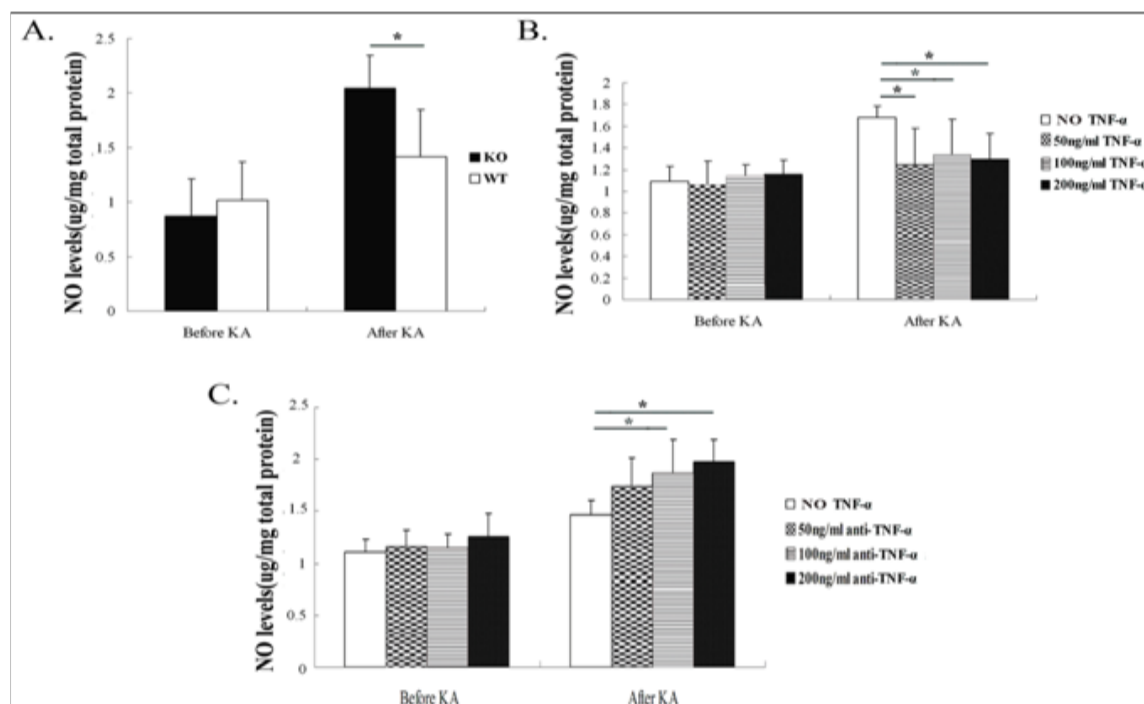 A.
NO levels(ug/mg total protein)
2.5
2
1.5
1
0.5
0
*
KO
WT
Before KA
After KA
B.
NO levels(ug/mg total protein)
2
1.8
1.6
1.4
1.2
1
0.8
0.6
0.4
0.2
0
*
*
*
NO TNF-α
50ng/ml TNF-α
100ng/ml TNF-α
200ng/ml TNF-α
Before KA
After KA
C.
NO levels(ug/mg total protein)
2.5
2
1.5
1
0.5
0
*
*
NO TNF-α
50ng/ml anti-TNF-α
100ng/ml anti-TNF-α
200ng/ml anti-TNF-α
Before KA
After KA